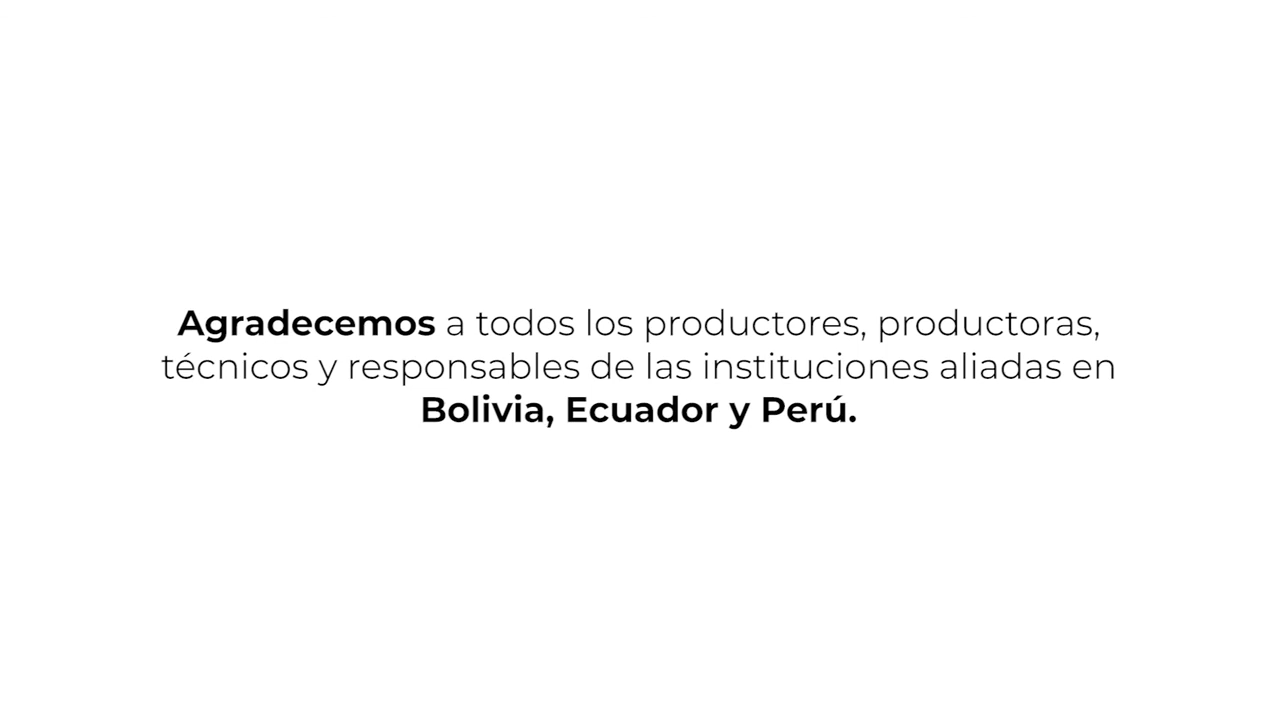 Agradecemos a todos los productores, productoras,
técnicos y responsables de las instituciones aliadas en
Bolivia, Ecuador y Perú.